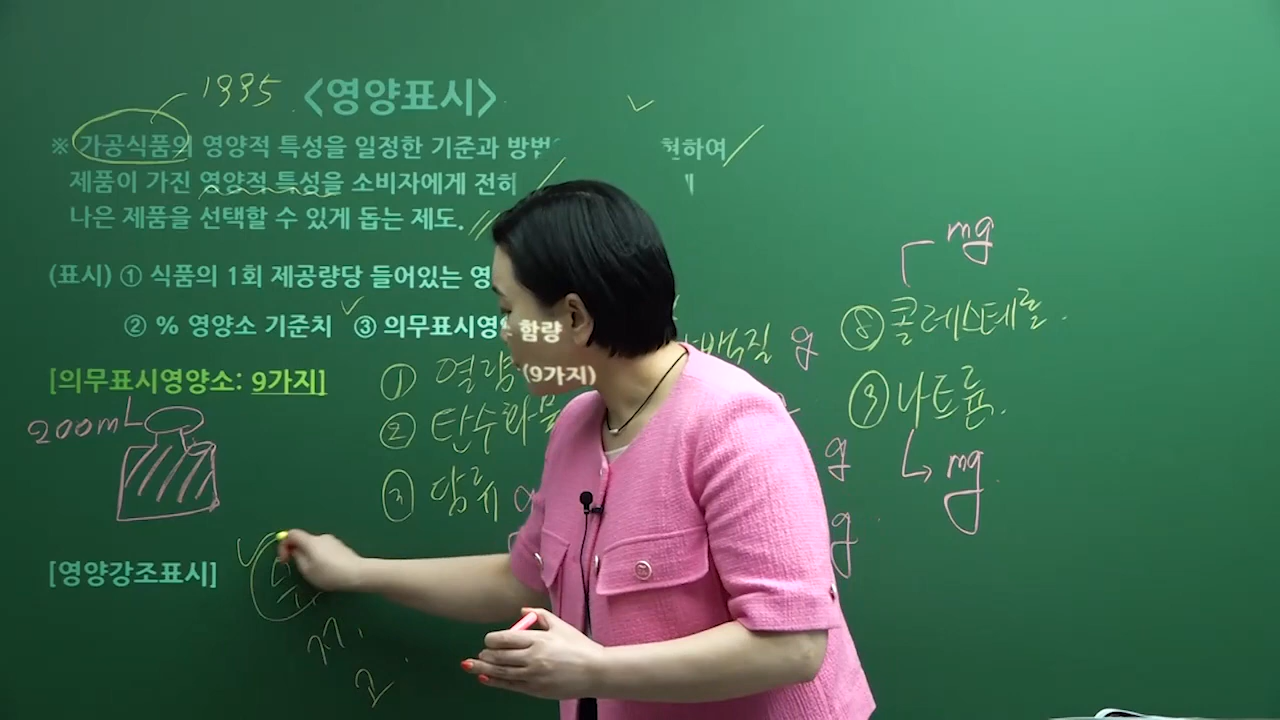 1995 <영양표시>
※ 가공식품의 영양적 특성을 일정한 기준과 방법 현하여
제품이 가진 영양적 특성을 소비자에게 전
나은 제품을 선택할 수 있게 돕는 제도.
mg
(표시) ① 식품의 1회 제공량당 들어있는 영
함량
② % 영양소 기준치 ③ 의무표시영양
(9가지)
[의무표시영양소: 9가지]
① 열량
② 탄수화물
③ 당류 g
백질 g
g
g
⑧ 콜레스테롤.
⑨ 나트륨.
mg
200mL
[영양강조표시]